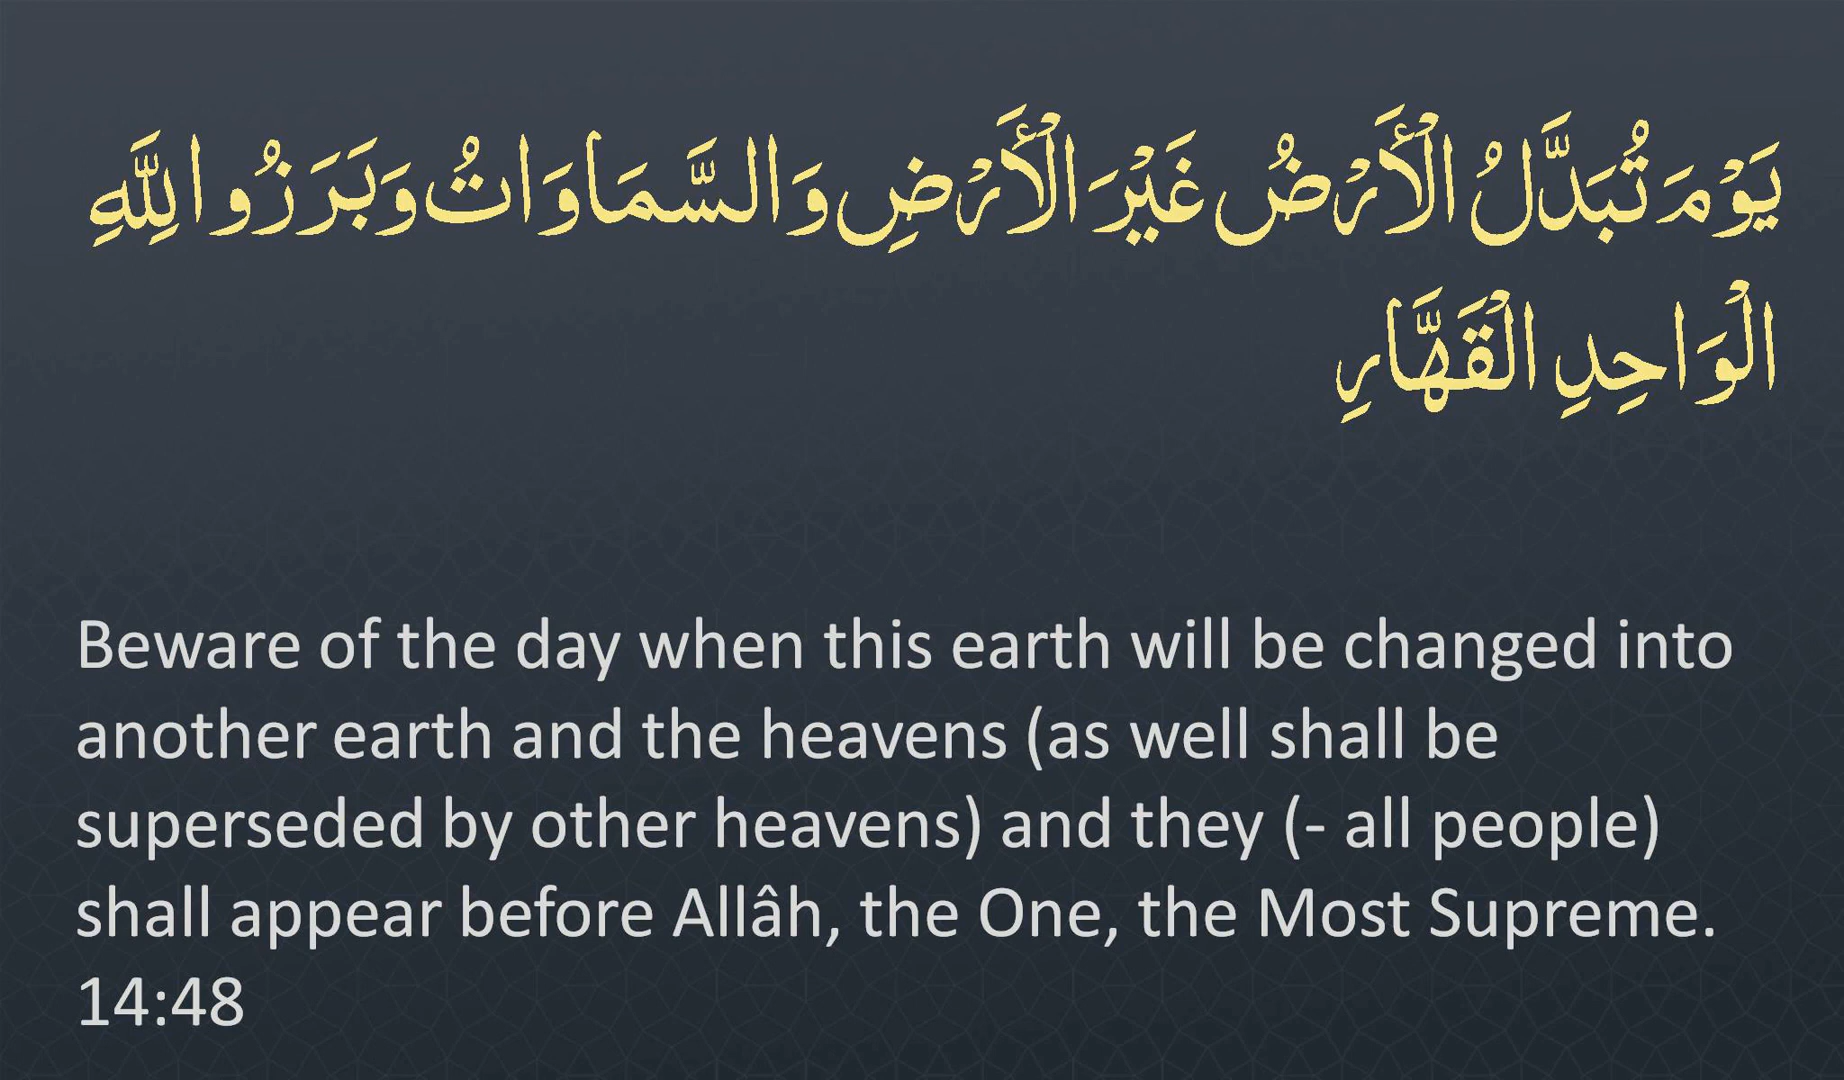 يَوْمَ تُبَدَّلُ الْأَرْضُ غَيْرَ الْأَرْضِ وَالسَّمَاوَاتُ وَبَرَزُوا لِلَّهِ
الْوَاحِدِ الْقَهَّارِ
Beware of the day when this earth will be changed into
another earth and the heavens (as well shall be
superseded by other heavens) and they (- all people)
shall appear before Allâh, the One, the Most Supreme.
14:48